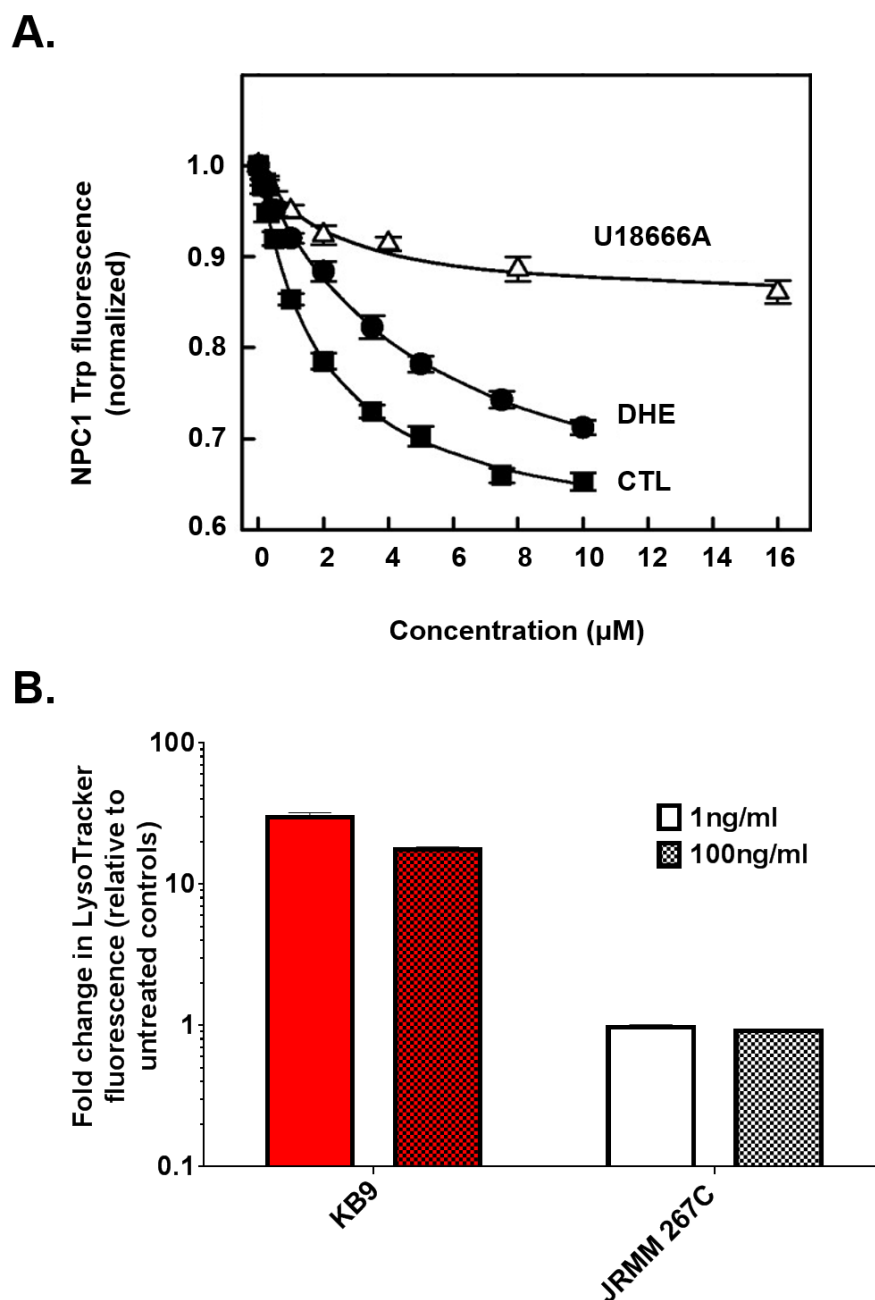 A.
NPC1 Trp fluorescence
(normalized)
1.0
0.9
0.8
0.7
0.6
U18666A
DHE
CTL
0 2 4 6 8 10 12 14 16
Concentration (µM)
B.
Fold change in LysoTracker
fluorescence (relative to
untreated controls)
100
10
1
0.1
1ng/ml
100ng/ml
KB9
JRMM 267C